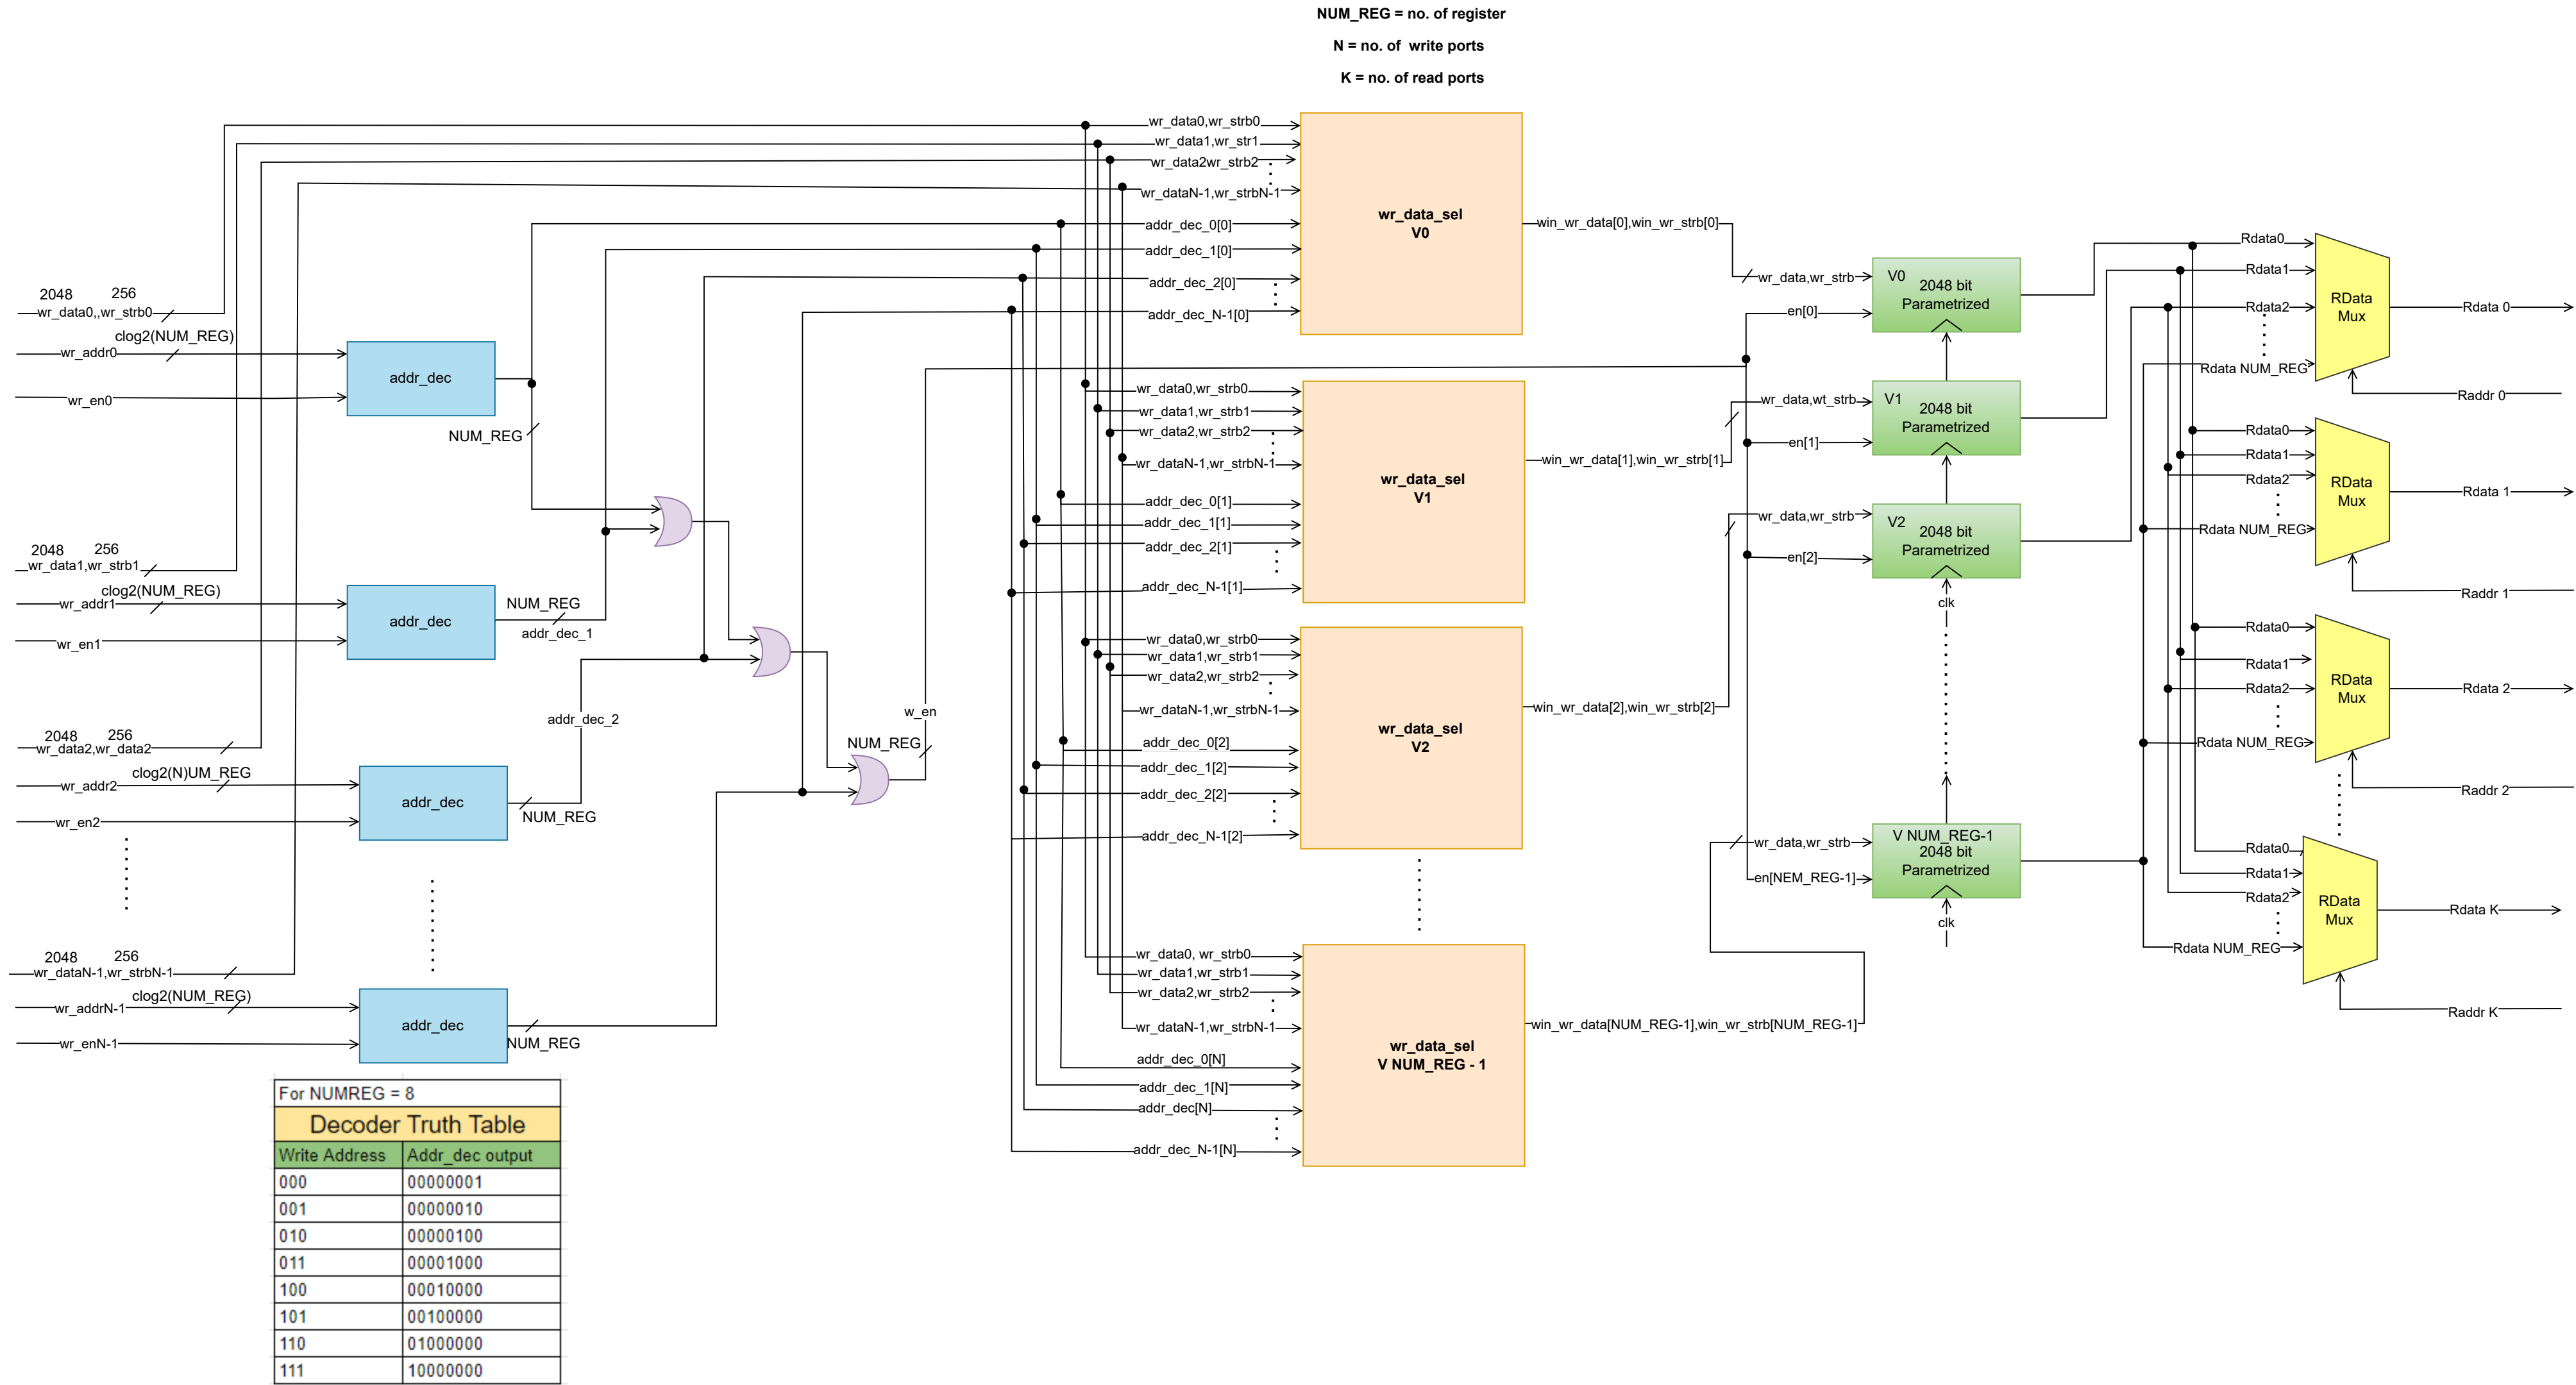 NUM_REG = no. of register
N = no. of write ports
K = no. of read ports
2048 256
wr_data0,,wr_strb0
clog2(NUM_REG)
wr_addr0
wr_en0
addr_dec
NUM_REG
2048 256
wr_data1,wr_strb1
clog2(NUM_REG)
wr_addr1
wr_en1
addr_dec
NUM_REG
addr_dec_1
2048 256
wr_data2,wr_data2
clog2(N)UM_REG
wr_addr2
wr_en2
addr_dec
NUM_REG
addr_dec_2
2048 256
wr_dataN-1,wr_strbN-1
clog2(NUM_REG)
wr_addrN-1
wr_enN-1
addr_dec
NUM_REG
w_en
NUM_REG
wr_data0,wr_strb0
wr_data1,wr_str1
wr_data2wr_strb2
wr_dataN-1,wr_strbN-1
addr_dec_0[0]
addr_dec_1[0]
addr_dec_2[0]
addr_dec_N-1[0]
wr_data_sel
V0
win_wr_data[0],win_wr_strb[0]
wr_data0,wr_strb0
wr_data1,wr_strb1
wr_data2,wr_strb2
wr_dataN-1,wr_strbN-1
addr_dec_0[1]
addr_dec_1[1]
addr_dec_2[1]
addr_dec_N-1[1]
wr_data_sel
V1
win_wr_data[1],win_wr_strb[1]
wr_data0,wr_strb0
wr_data1,wr_strb1
wr_data2,wr_strb2
wr_dataN-1,wr_strbN-1
addr_dec_0[2]
addr_dec_1[2]
addr_dec_2[2]
addr_dec_N-1[2]
wr_data_sel
V2
win_wr_data[2],win_wr_strb[2]
wr_data0, wr_strb0
wr_data1,wr_strb1
wr_data2,wr_strb2
wr_dataN-1,wr_strbN-1
addr_dec_0[N]
addr_dec_1[N]
addr_dec[N]
addr_dec_N-1[N]
wr_data_sel
V NUM_REG - 1
win_wr_data[NUM_REG-1],win_wr_strb[NUM_REG-1]
wr_data,wr_strb
en[0]
V0
2048 bit
Parametrized
wr_data,wt_strb
en[1]
V1
2048 bit
Parametrized
wr_data,wr_strb
en[2]
V2
2048 bit
Parametrized
clk
wr_data,wr_strb
en[NEM_REG-1]
V NUM_REG-1
2048 bit
Parametrized
clk
Rdata0
Rdata1
Rdata2
Rdata NUM_REG
RData
Mux
Rdata 0
Raddr 0
Rdata0
Rdata1
Rdata2
Rdata NUM_REG
RData
Mux
Rdata 1
Raddr 1
Rdata0
Rdata1
Rdata2
Rdata NUM_REG
RData
Mux
Rdata 2
Raddr 2
Rdata0
Rdata1
Rdata2
Rdata NUM_REG
RData
Mux
Rdata K
Raddr K
For NUMREG = 8
Decoder Truth Table
Write Address Addr_dec output
000 00000001
001 00000010
010 00000100
011 00001000
100 00010000
101 00100000
110 01000000
111 10000000